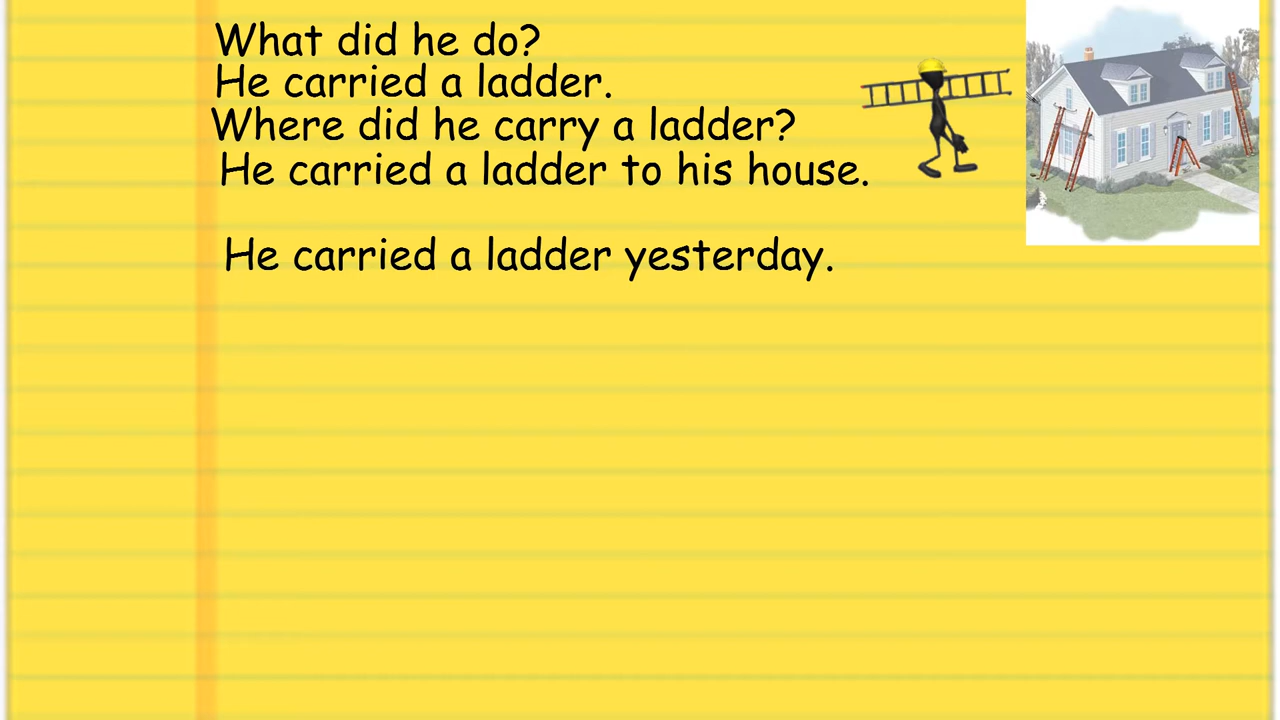 What did he do?
He carried a ladder.
Where did he carry a ladder?
He carried a ladder to his house.
He carried a ladder yesterday.